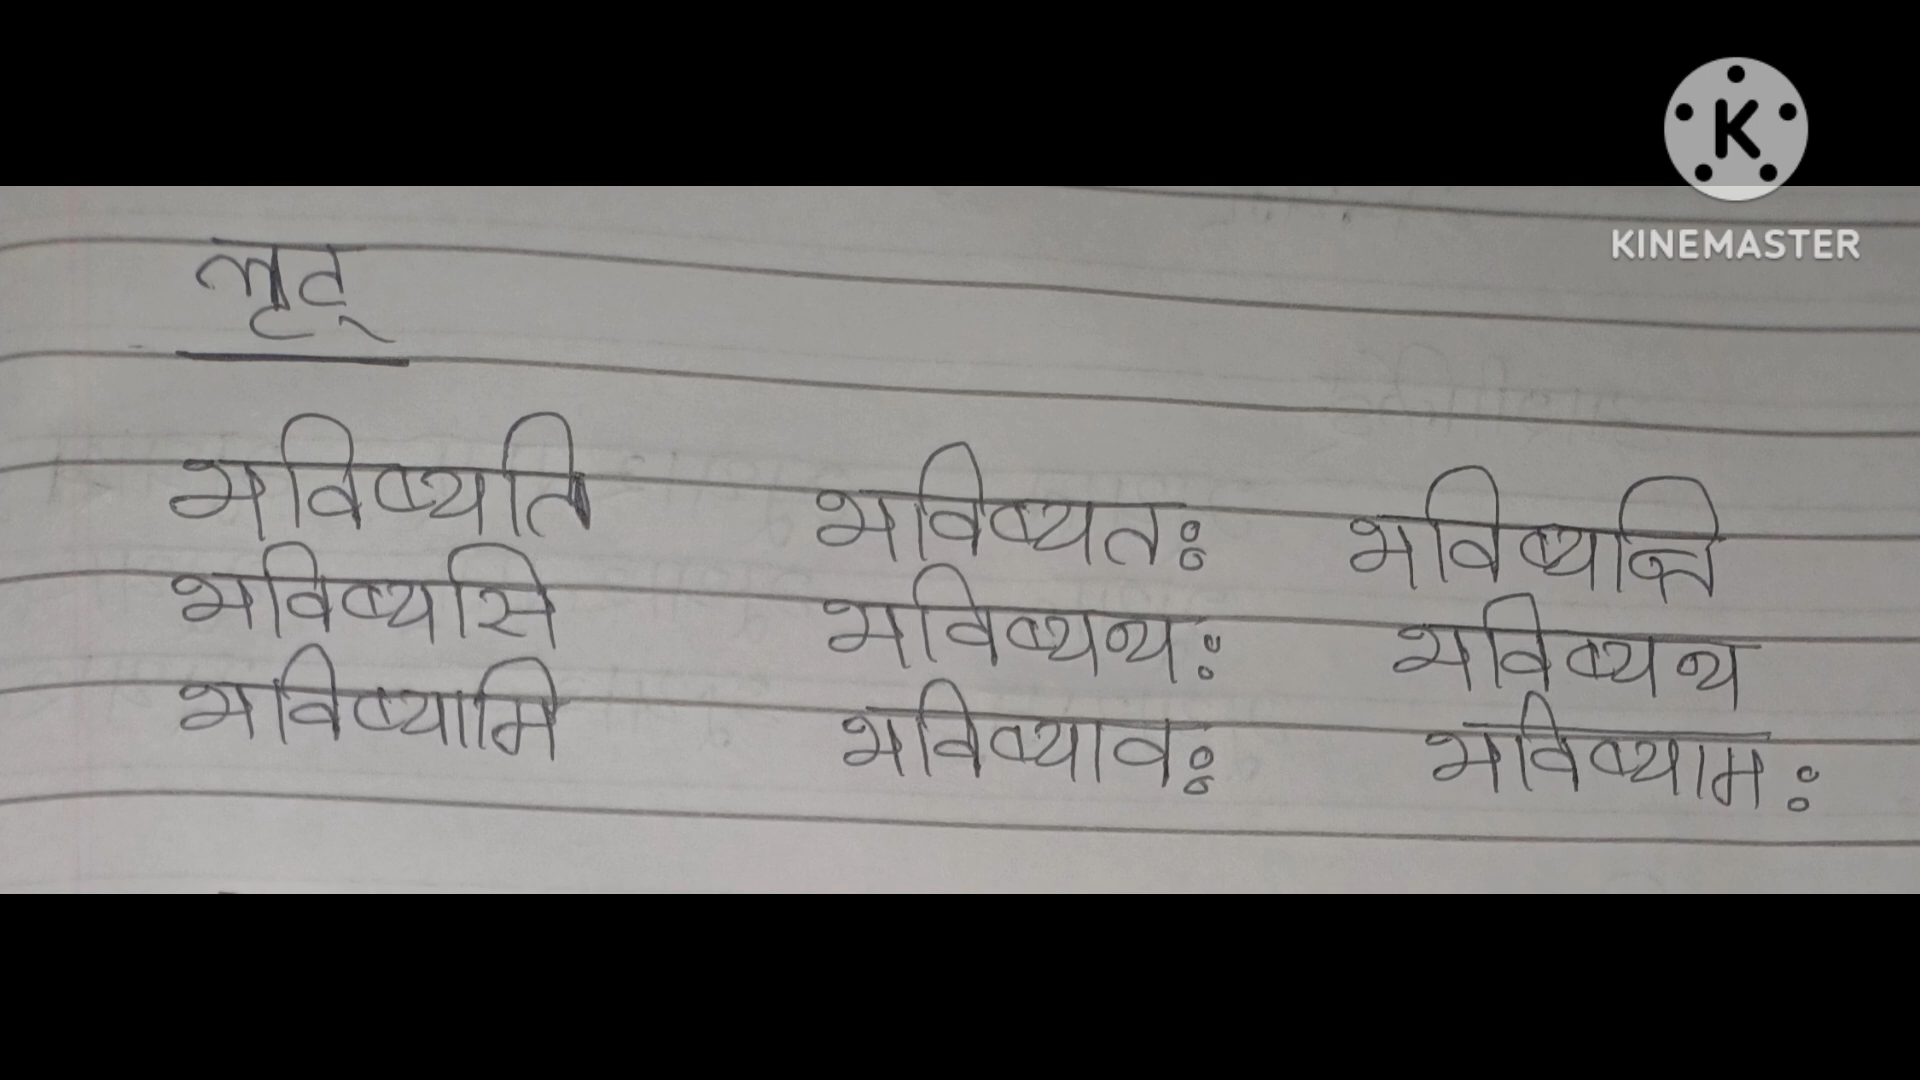 KINEMASTER
लृट्
भविष्यति भविष्यतः भविष्यन्ति
भविष्यसि भविष्यथः भविष्यथ
भविष्यामि भविष्यावः भविष्यामः